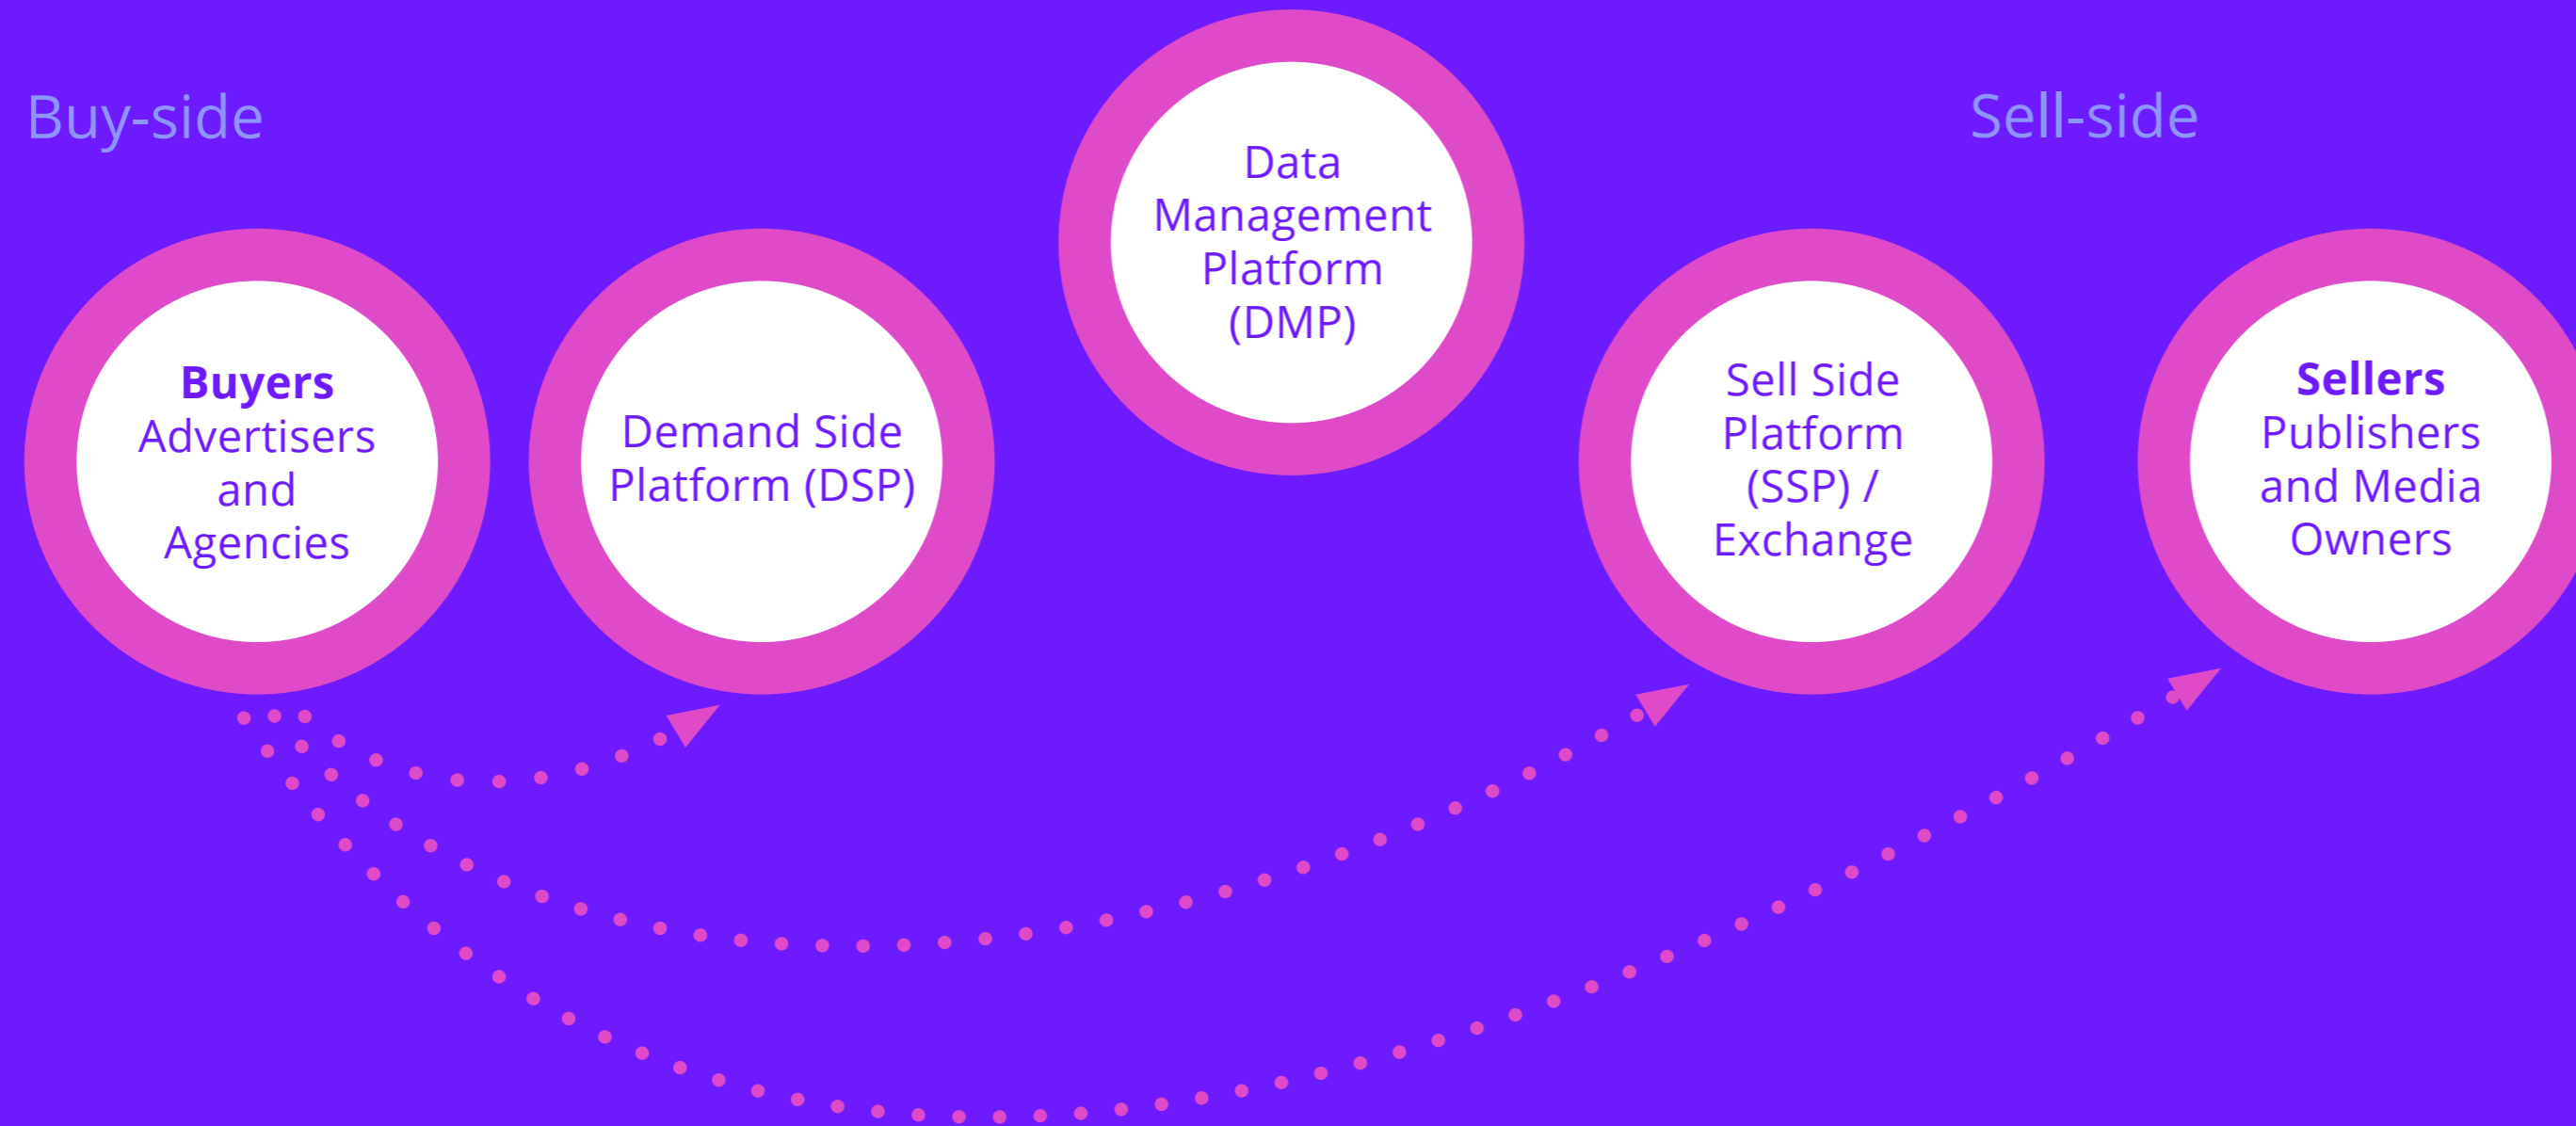 Buy-side
Sell-side
Data
Management
Platform
(DMP)
Buyers
Advertisers
and
Agencies
Demand Side
Platform (DSP)
Sell Side
Platform
(SSP) /
Exchange
Sellers
Publishers
and Media
Owners